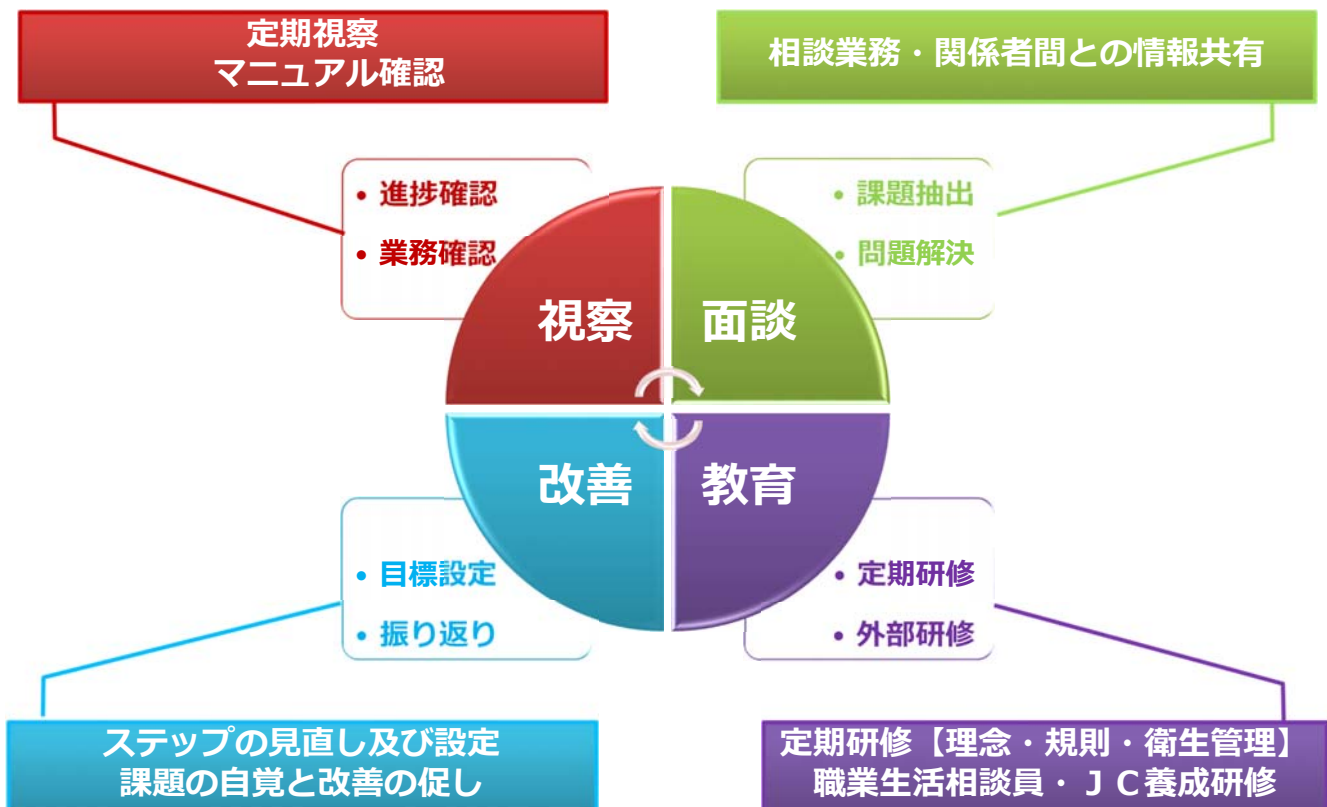 定期視察
マニュアル確認
相談業務・関係者間との情報共有
• 進捗確認
• 業務確認
• 課題抽出
• 問題解決
視察
面談
改善
教育
• 目標設定
• 振り返り
• 定期研修
• 外部研修
ステップの見直し及び設定
課題の自覚と改善の促し
定期研修【理念・規則・衛生管理】
職業生活相談員・ＪＣ養成研修